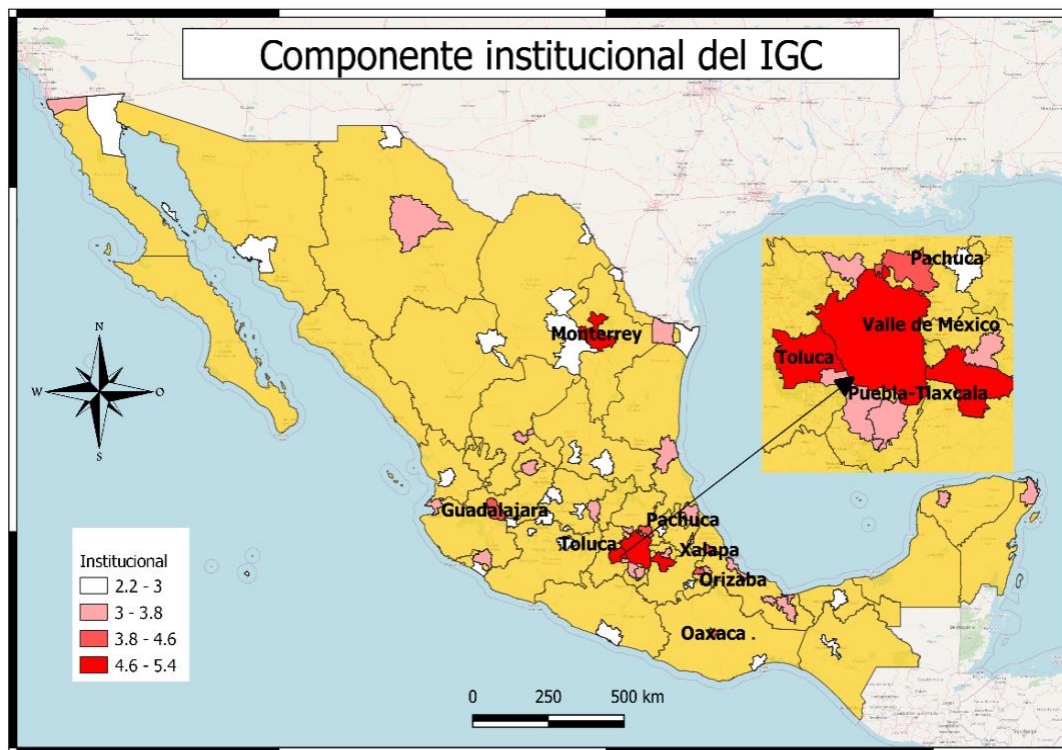 Componente institucional del IGC
Pachuca
Valle de México
Toluca
Puebla-Tlaxcala
Monterrey
N
W
O
S
Guadalajara
Pachuca
Toluca
Xalapa
Orizaba
Oaxaca
Institucional
2.2 - 3
3 - 3.8
3.8 - 4.6
4.6 - 5.4
0 250 500 km